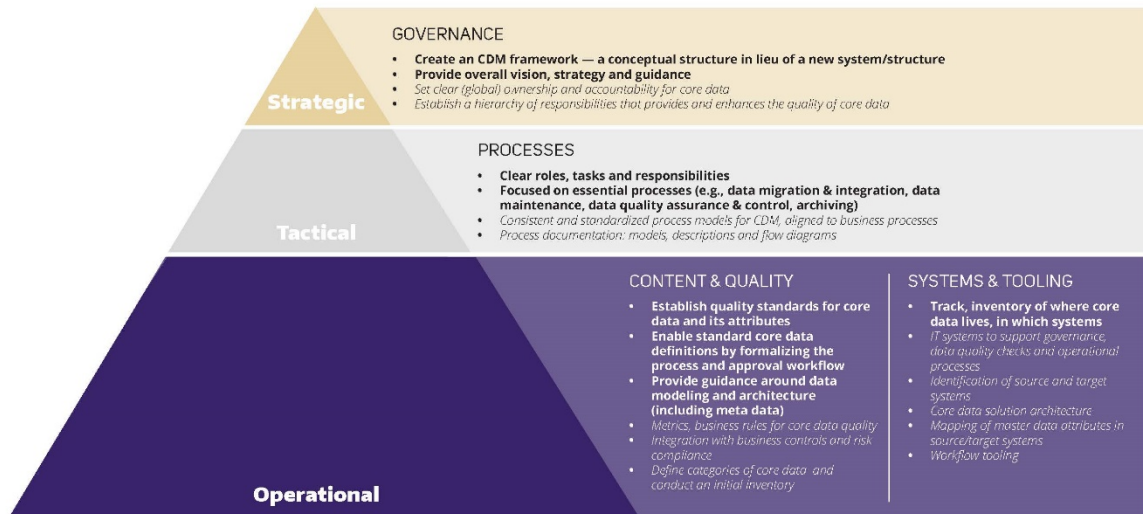 GOVERNANCE
• Create an CDM framework — a conceptual structure in lieu of a new system/structure
• Provide overall vision, strategy and guidance
• Set clear (global) ownership and accountability for core data
• Establish a hierarchy of responsibilities that provides and enhances the quality of core data
Strategic
PROCESSES
• Clear roles, tasks and responsibilities
• Focused on essential processes (e.g., data migration & integration, data
maintenance, data quality assurance & control, archiving)
• Consistent and standardized process models for CDM, aligned to business processes
• Process documentation: models, descriptions and flow diagrams
Tactical
CONTENT & QUALITY
• Establish quality standards for core
data and its attributes
• Enable standard core data
definitions by formalizing the
process and approval workflow
• Provide guidance around data
modeling and architecture
(including meta data)
• Metrics, business rules for core data quality
• Integration with business controls and risk
compliance
• Define categories of core data and
conduct an initial inventory
SYSTEMS & TOOLING
• Track, inventory of where core
data lives, in which systems
• IT systems to support governance,
data quality checks and operational
processes
• Identification of source and target
systems
• Core data solution architecture
• Mapping of master data attributes in
source/target systems
• Workflow tooling
Operational